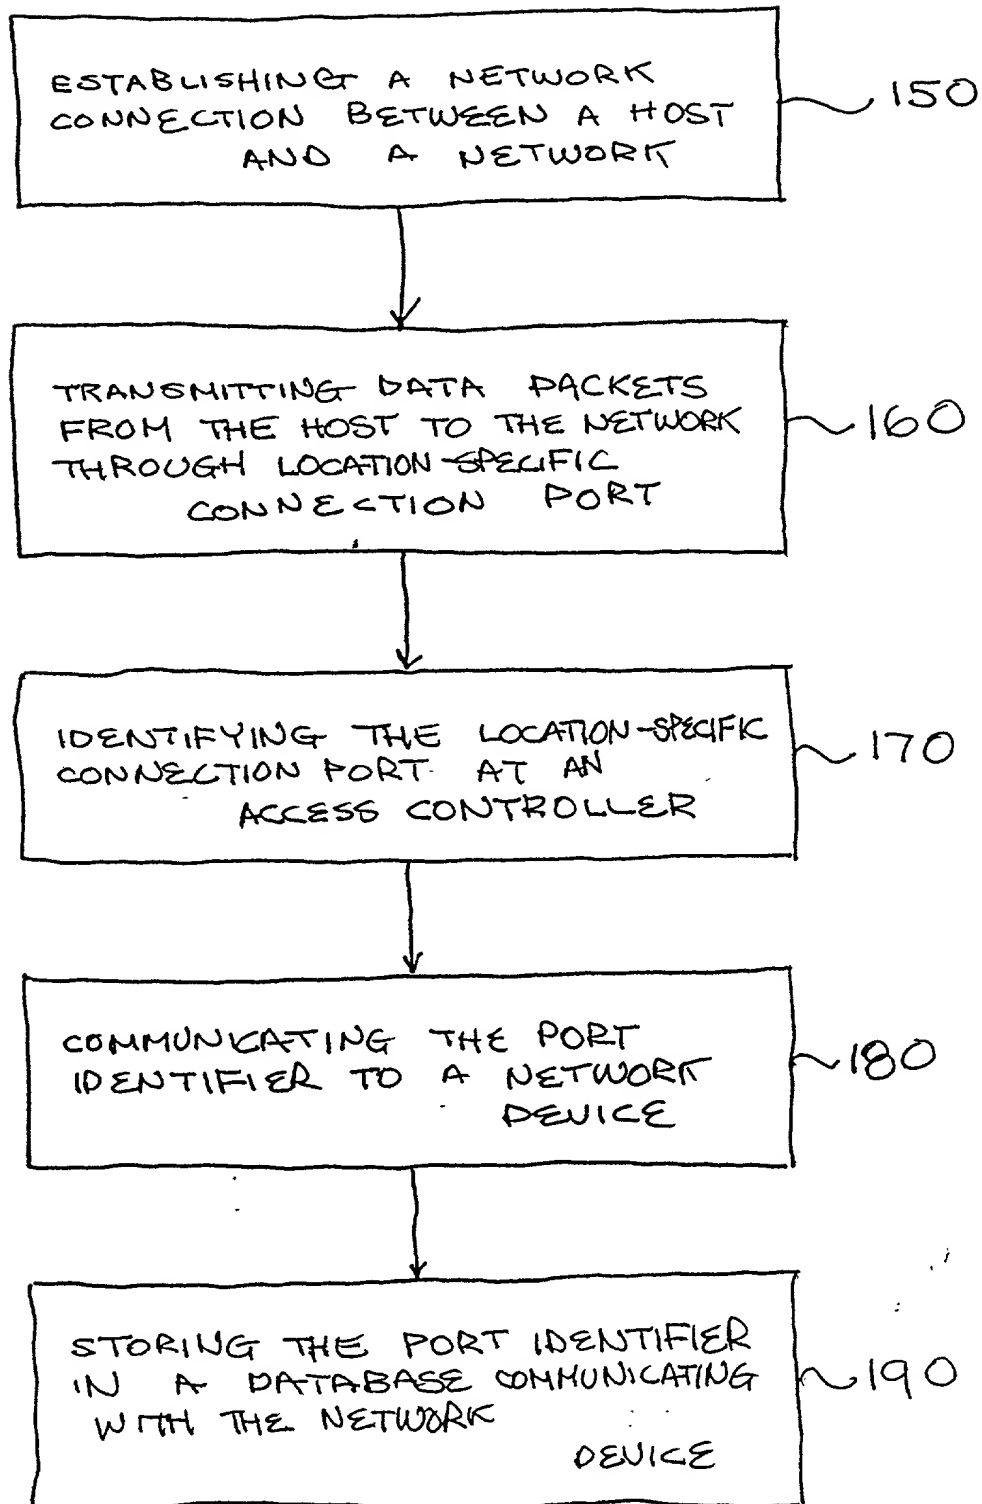 ESTABLISHING A NETWORK
CONNECTION BETWEEN A HOST
AND A NETWORK
150
TRANSMITTING DATA PACKETS
FROM THE HOST TO THE NETWORK
THROUGH LOCATION-SPECIFIC
CONNECTION PORT
160
IDENTIFYING THE LOCATION-SPECIFIC
CONNECTION PORT AT AN
ACCESS CONTROLLER
170
COMMUNICATING THE PORT
IDENTIFIER TO A NETWORK
DEVICE
180
STORING THE PORT IDENTIFIER
IN A DATABASE COMMUNICATING
WITH THE NETWORK
DEVICE
190